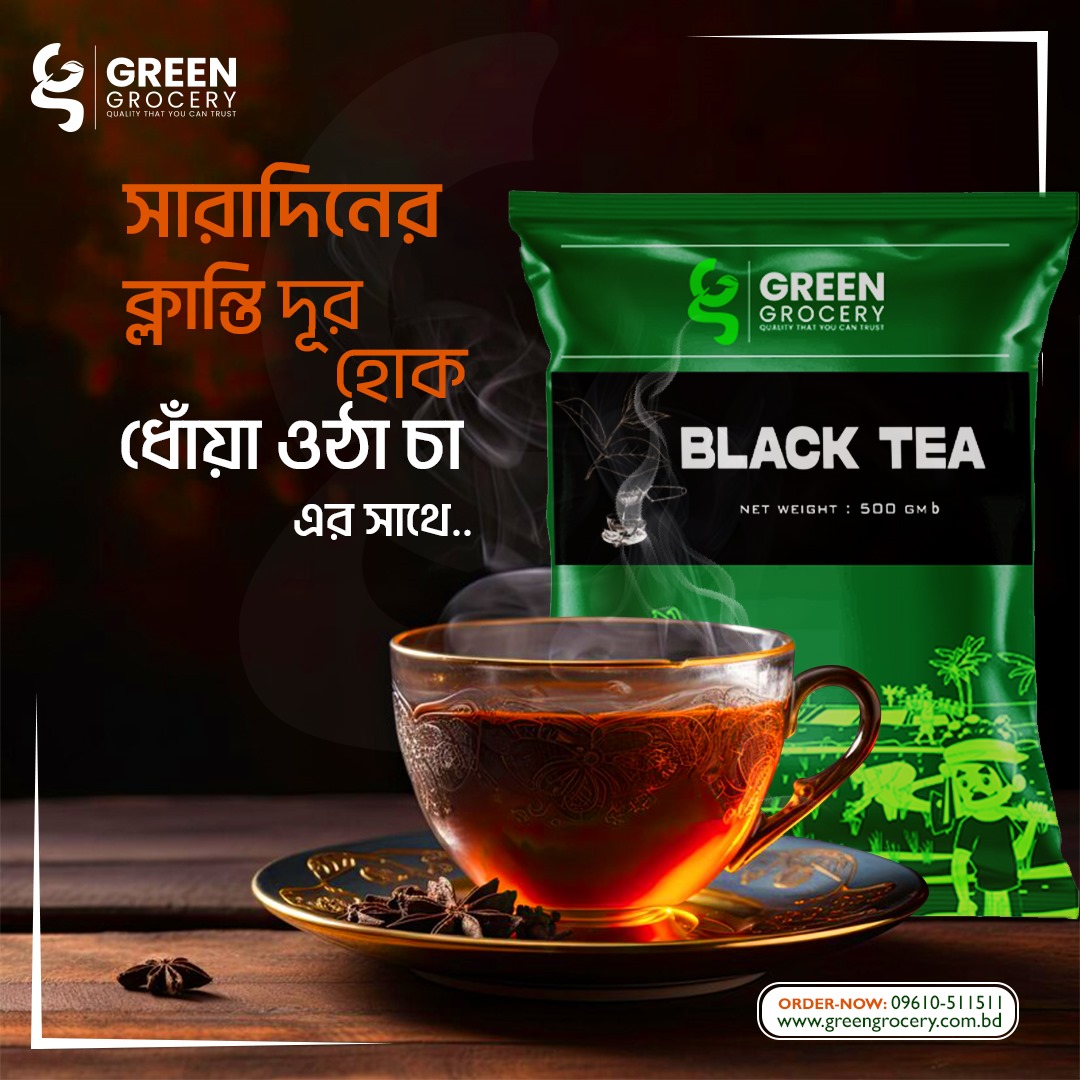 GREEN
GROCERY
QUALITY THAT YOU CAN TRUST
সারাদিনের
ক্লান্তি দূর
হোক
ধোঁয়া ওঠা চা
এর সাথে..
GREEN
GROCERY
QUALITY THAT YOU CAN TRUST
BLACK TEA
NET WEIGHT : 500 GM b
ORDER-NOW: 09610-511511
www.greengrocery.com.bd